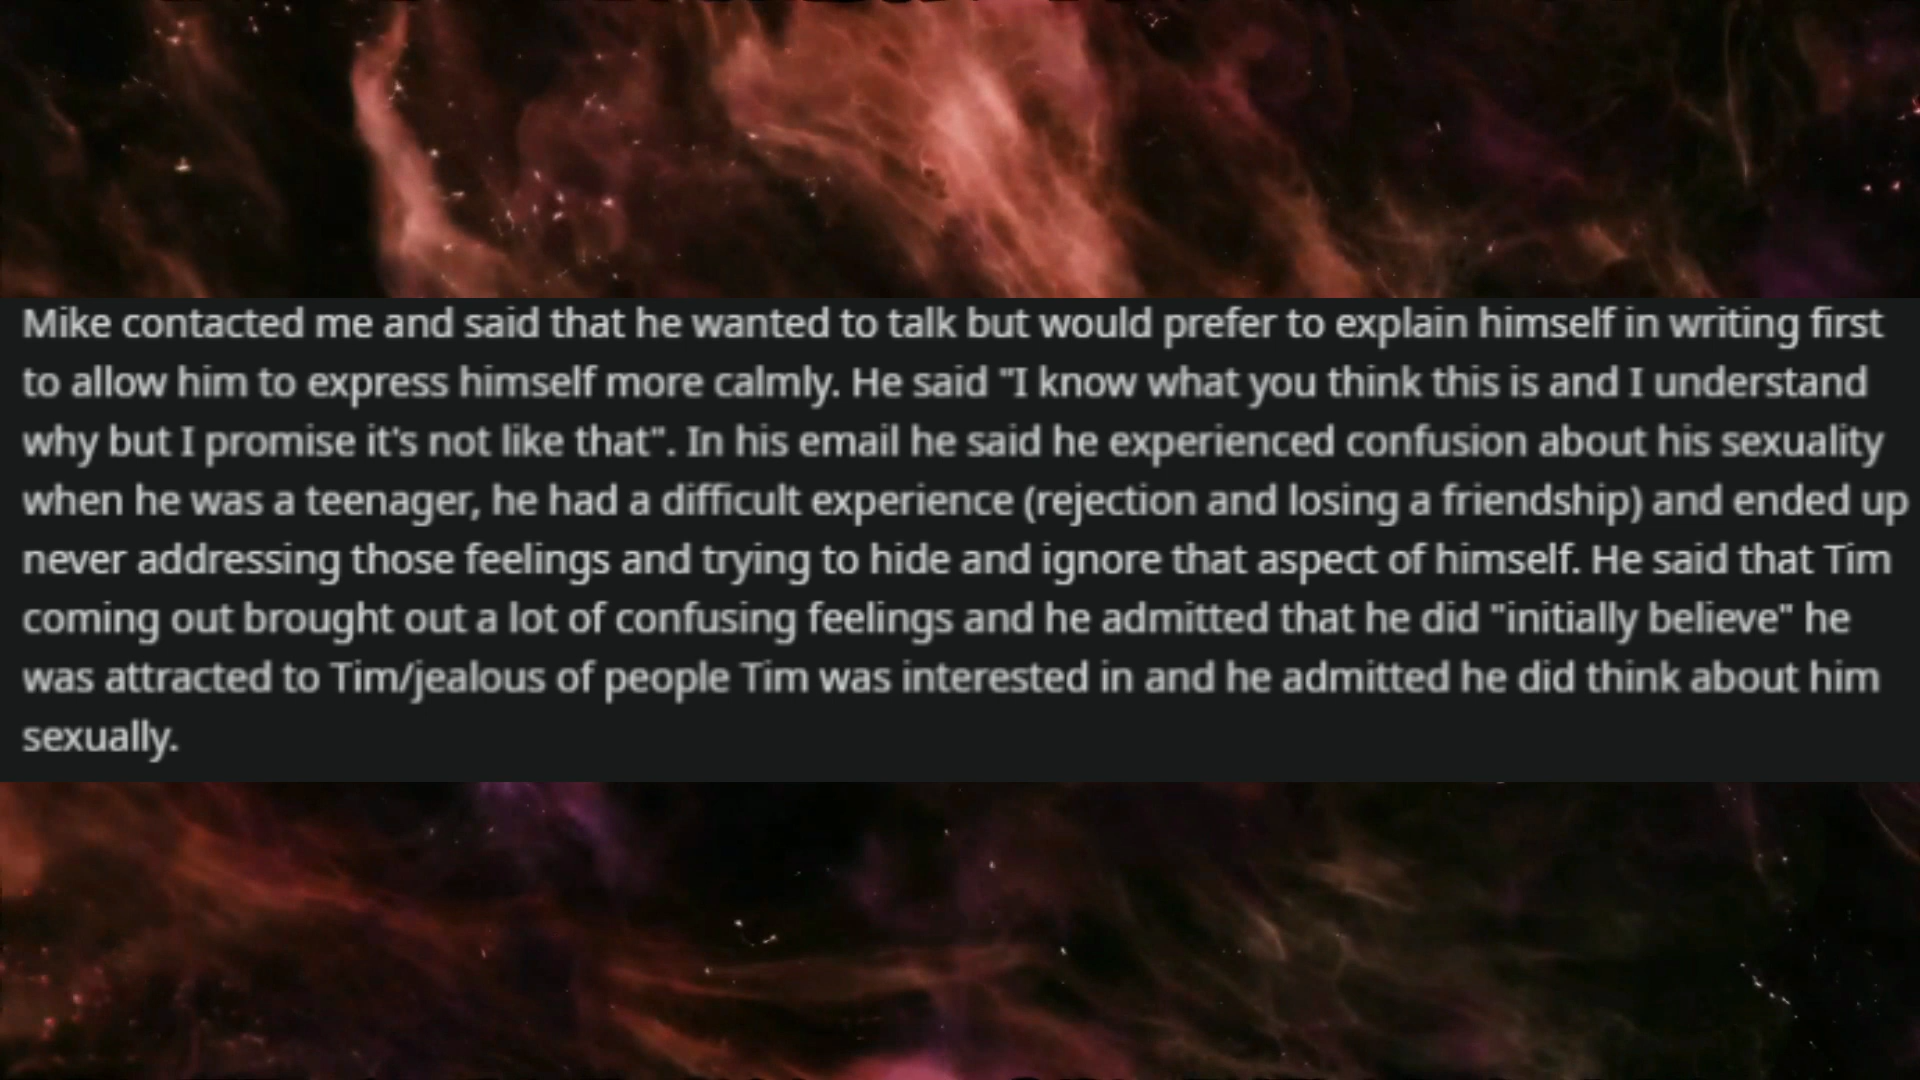 Mike contacted me and said that he wanted to talk but would prefer to explain himself in writing first
to allow him to express himself more calmly. He said "I know what you think this is and I understand
why but I promise it's not like that". In his email he said he experienced confusion about his sexuality
when he was a teenager, he had a difficult experience (rejection and losing a friendship) and ended up
never addressing those feelings and trying to hide and ignore that aspect of himself. He said that Tim
coming out brought out a lot of confusing feelings and he admitted that he did "initially believe" he
was attracted to Tim/jealous of people Tim was interested in and he admitted he did think about him
sexually.